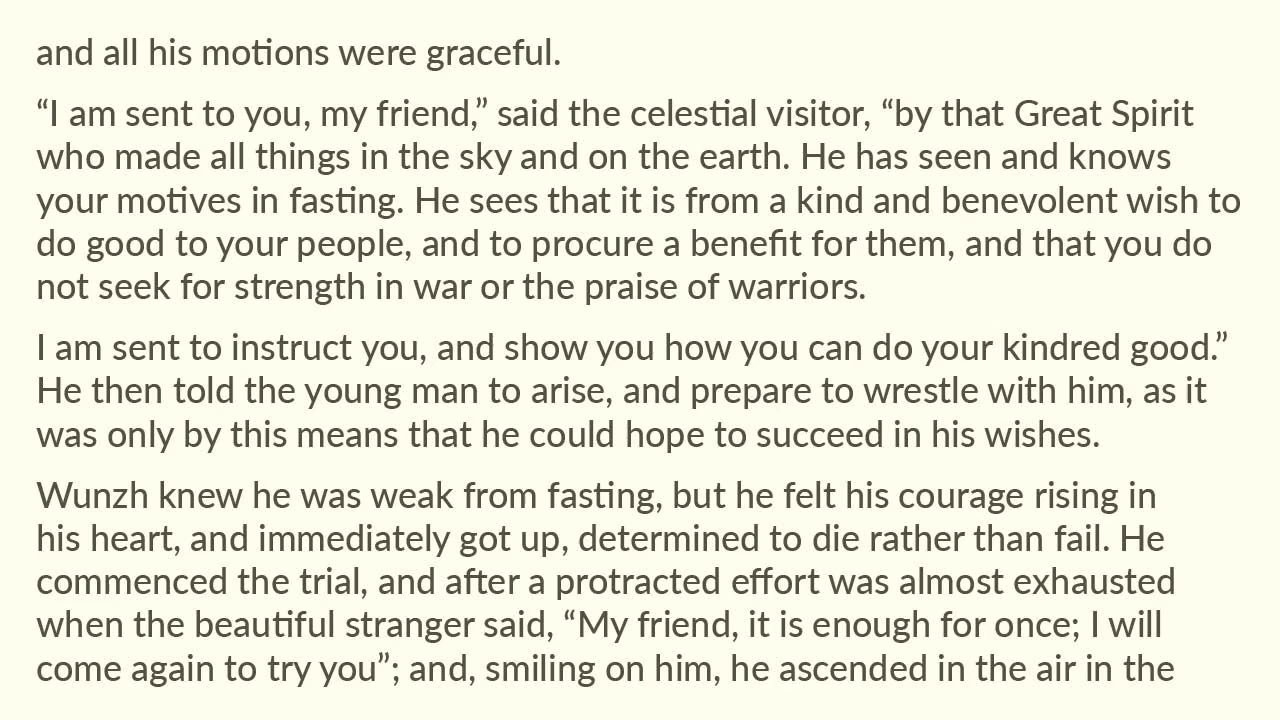 and all his motions were graceful.
“I am sent to you, my friend,” said the celestial visitor, “by that Great Spirit
who made all things in the sky and on the earth. He has seen and knows
your motives in fasting. He sees that it is from a kind and benevolent wish to
do good to your people, and to procure a benefit for them, and that you do
not seek for strength in war or the praise of warriors.
I am sent to instruct you, and show you how you can do your kindred good.”
He then told the young man to arise, and prepare to wrestle with him, as it
was only by this means that he could hope to succeed in his wishes.
Wunzh knew he was weak from fasting, but he felt his courage rising in
his heart, and immediately got up, determined to die rather than fail. He
commenced the trial, and after a protracted effort was almost exhausted
when the beautiful stranger said, “My friend, it is enough for once; I will
come again to try you”; and, smiling on him, he ascended in the air in the